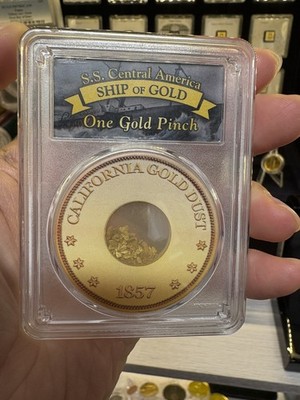 S.S. Central America
SHIP OF GOLD
One Gold Pinch
CALIFORNIA GOLD DUST
1857